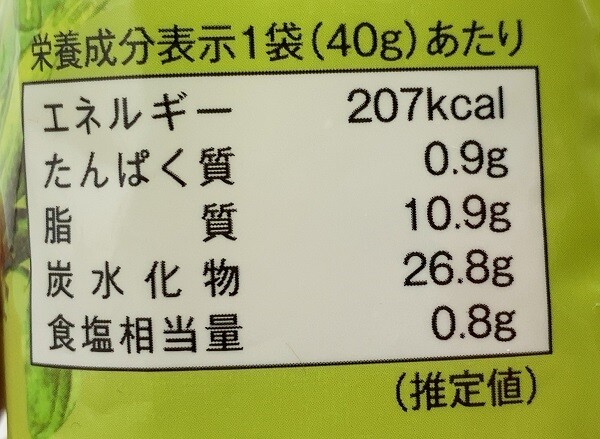 栄養成分表示1袋(40g)あたり
エネルギー 207kcal
たんぱく質 0.9g
脂質 10.9g
炭水化物 26.8g
食塩相当量 0.8g
(推定値)